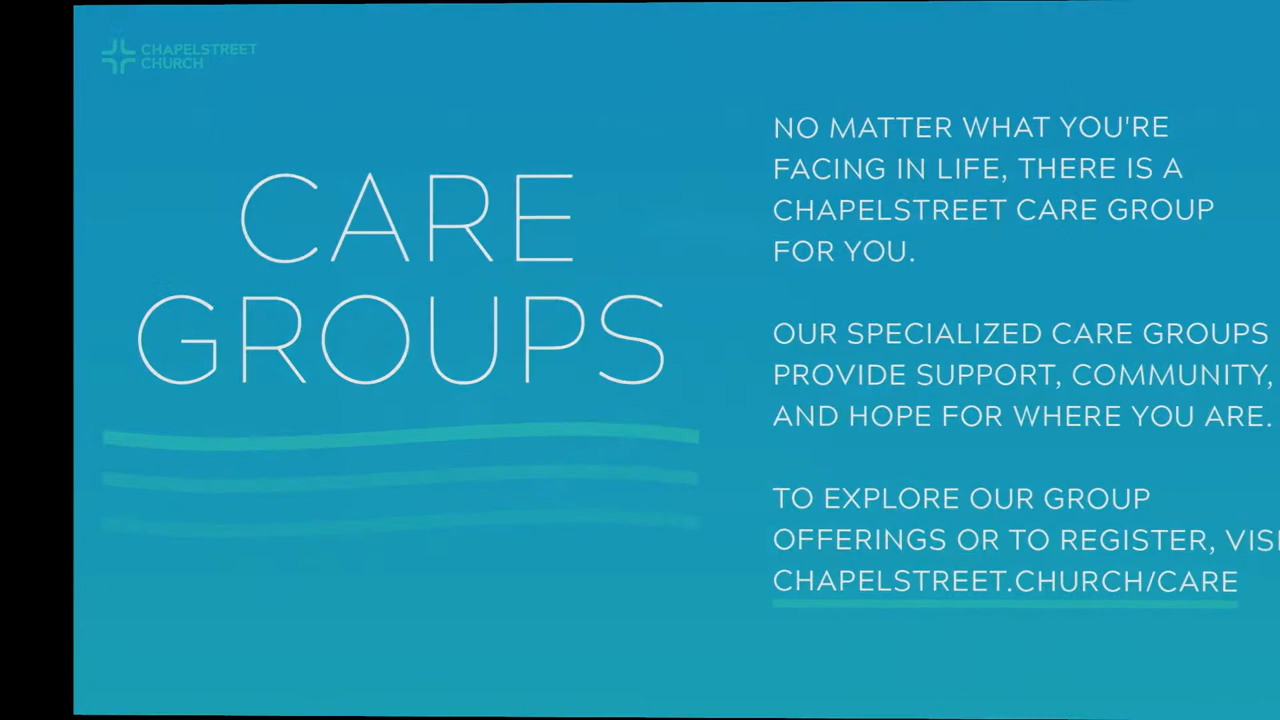 CHAPELSTREET
CHURCH
CARE
GROUPS
NO MATTER WHAT YOU'RE
FACING IN LIFE, THERE IS A
CHAPELSTREET CARE GROUP
FOR YOU.
OUR SPECIALIZED CARE GROUPS
PROVIDE SUPPORT, COMMUNITY,
AND HOPE FOR WHERE YOU ARE.
TO EXPLORE OUR GROUP
OFFERINGS OR TO REGISTER,
CHAPELSTREET.CHURCH/CARE